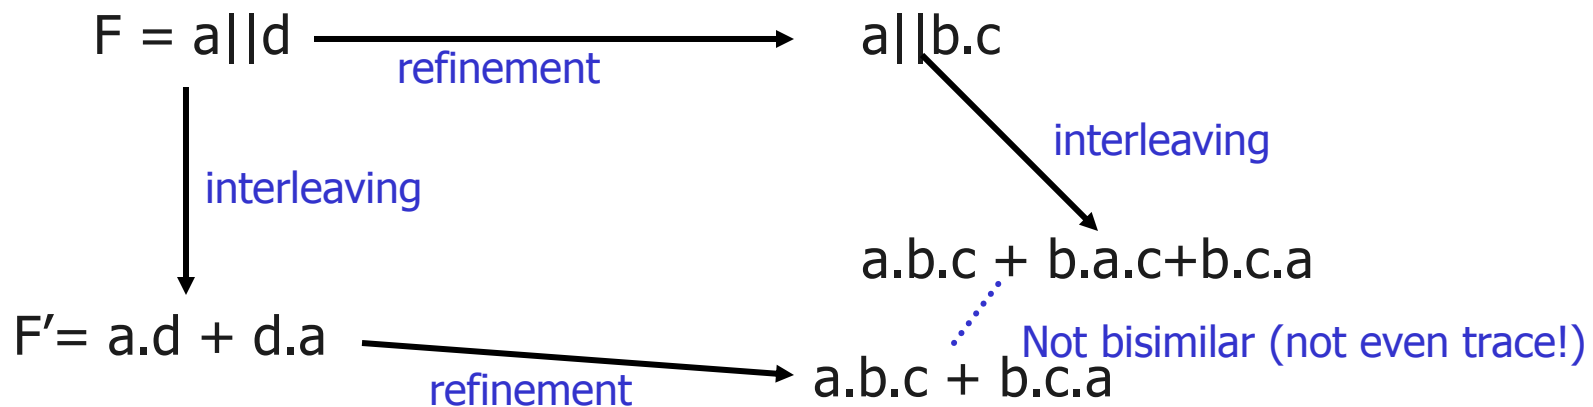 F = a||d
refinement
a||b.c
interleaving
interleaving
a.b.c + b.a.c+b.c.a
F'= a.d + d.a
Not bisimilar (not even trace!)
refinement
a.b.c + b.c.a